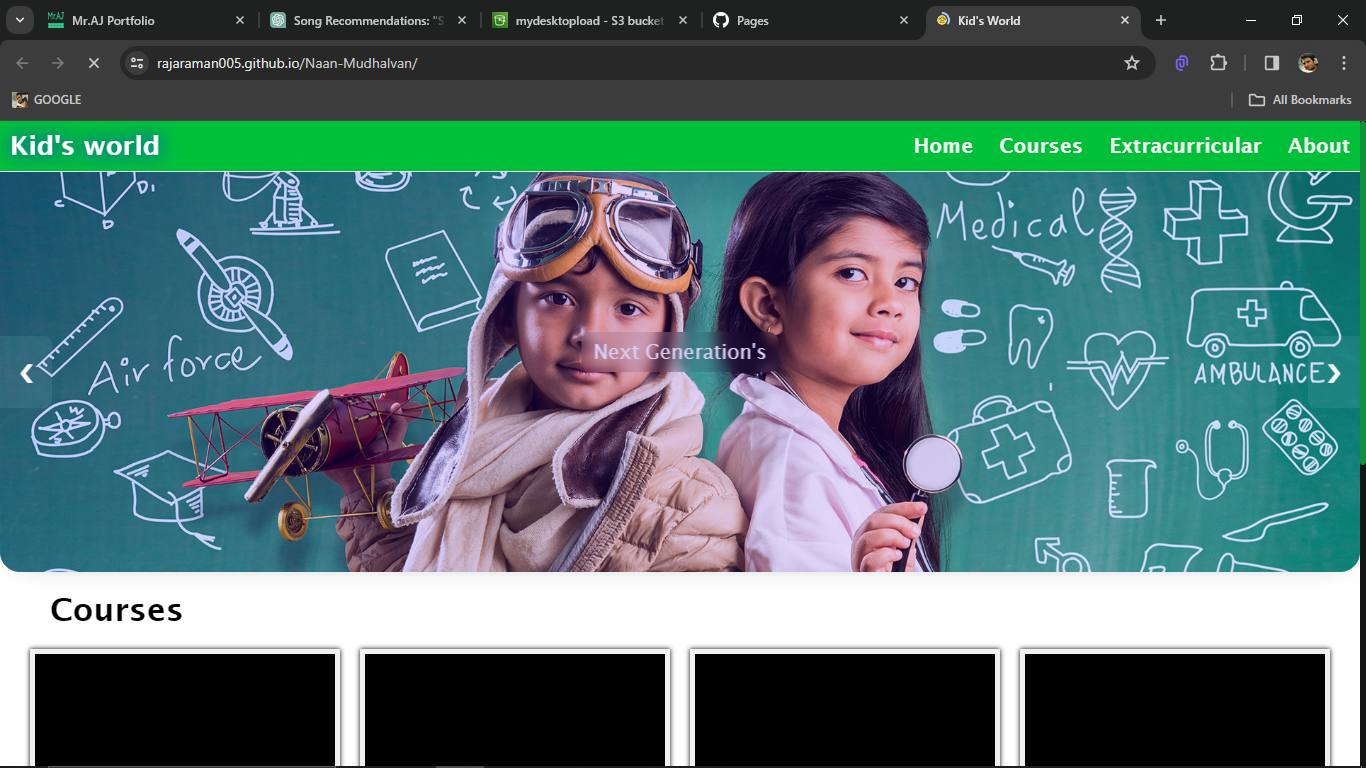 Mr.AJ Portfolio
Song Recommendations: "S
mydesktopload - S3 bucket
Pages
Kid's World
rajaraman005.github.io/Naan-Mudhalvan/
GOOGLE
All Bookmarks
Kid's world
Home Courses Extracurricular About
Medical
Air force
Next Generation's
AMBULANCE
Courses